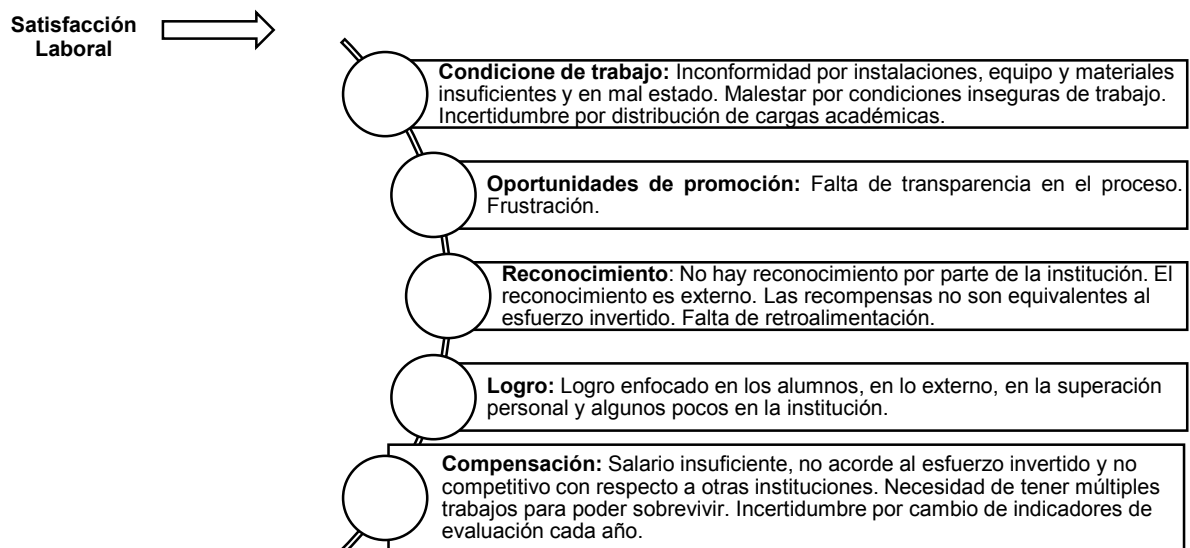 Satisfacción
Laboral
Condicione de trabajo: Inconformidad por instalaciones, equipo y materiales
insuficientes y en mal estado. Malestar por condiciones inseguras de trabajo.
Incertidumbre por distribución de cargas académicas.
Oportunidades de promoción: Falta de transparencia en el proceso.
Frustración.
Reconocimiento: No hay reconocimiento por parte de la institución. El
reconocimiento es externo. Las recompensas no son equivalentes al
esfuerzo invertido. Falta de retroalimentación.
Logro: Logro enfocado en los alumnos, en lo externo, en la superación
personal y algunos pocos en la institución.
Compensación: Salario insuficiente, no acorde al esfuerzo invertido y no
competitivo con respecto a otras instituciones. Necesidad de tener múltiples
trabajos para poder sobrevivir. Incertidumbre por cambio de indicadores de
evaluación cada año.